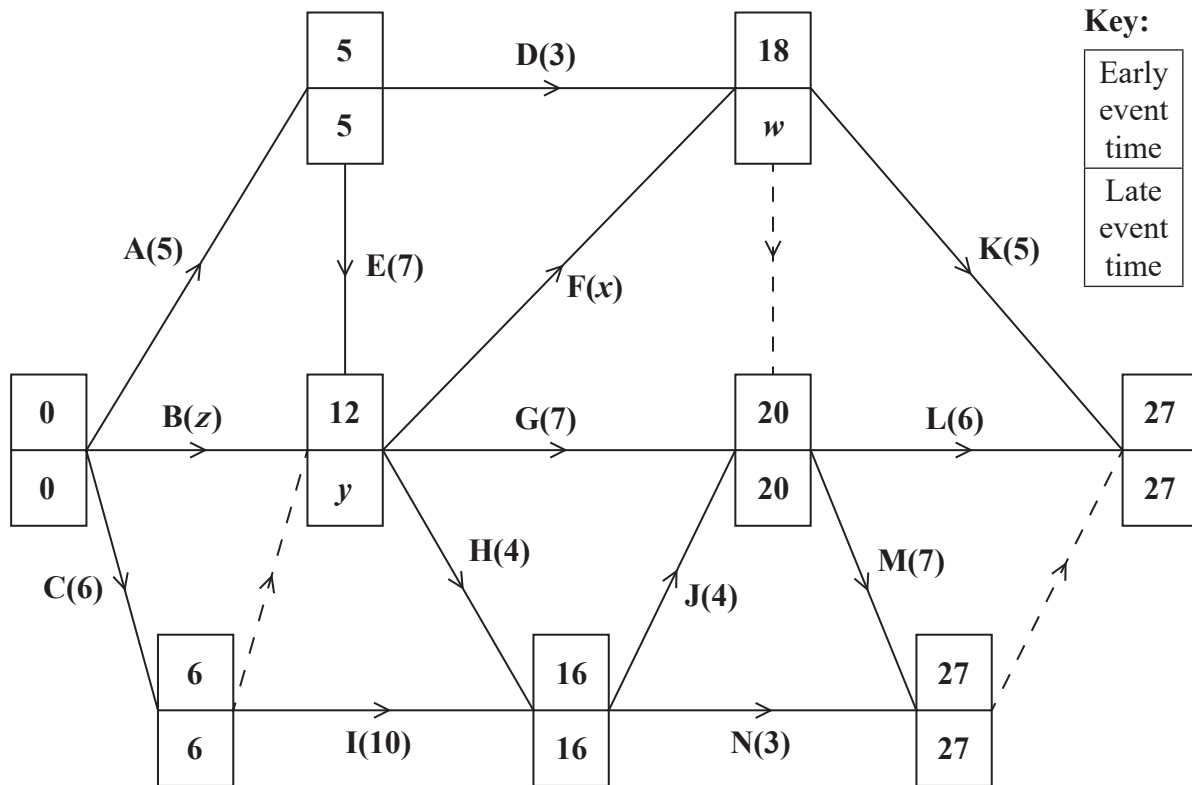 Key:
Early
event
time
Late
event
time
5
5
D(3)
18
w
A(5)
E(7)
F(x)
K(5)
0
0
B(z)
12
y
G(7)
20
20
L(6)
27
27
C(6)
H(4)
J(4)
M(7)
6
6
I(10)
16
16
N(3)
27
27